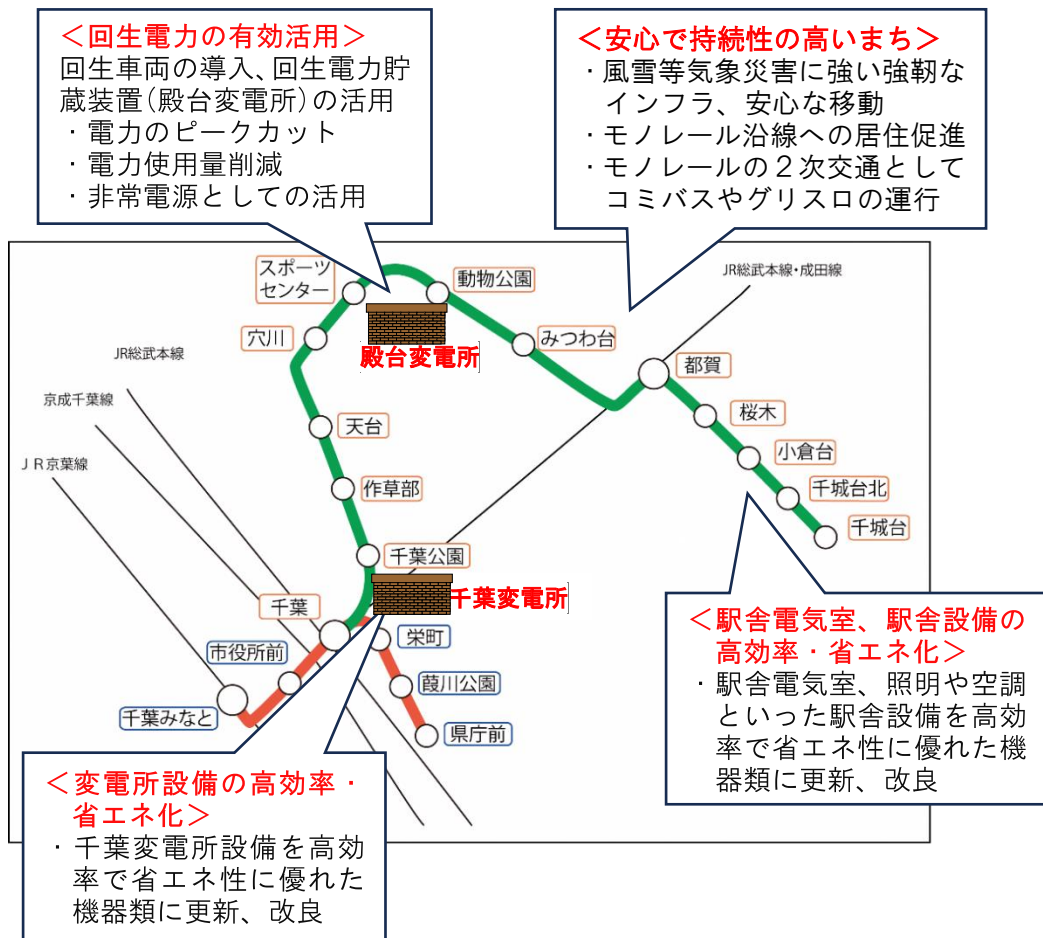 ＜回生電力の有効活用＞
回生車両の導入、回生電力貯
蔵装置(殿台変電所)の活用
・電力のピークカット
・電力使用量削減
・非常電源としての活用
＜安心で持続性の高いまち＞
・風雪等気象災害に強い強靭な
インフラ、安心な移動
・モノレール沿線への居住促進
・モノレールの２次交通として
コミバスやグリスロの運行
スポーツ
センター
動物公園
JR総武本線・成田線
穴川
殿台変電所
みつわ台
JR総武本線
都賀
京成千葉線
天台
桜木
ＪＲ京葉線
小倉台
作草部
千城台北
千城台
千葉公園
千葉変電所
千葉
市役所前
栄町
葭川公園
千葉みなと
県庁前
＜駅舎電気室、駅舎設備の
高効率・省エネ化＞
・駅舎電気室、照明や空調
といった駅舎設備を高効
率で省エネ性に優れた機
器類に更新、改良
＜変電所設備の高効率・
省エネ化＞
・千葉変電所設備を高効
率で省エネ性に優れた
機器類に更新、改良